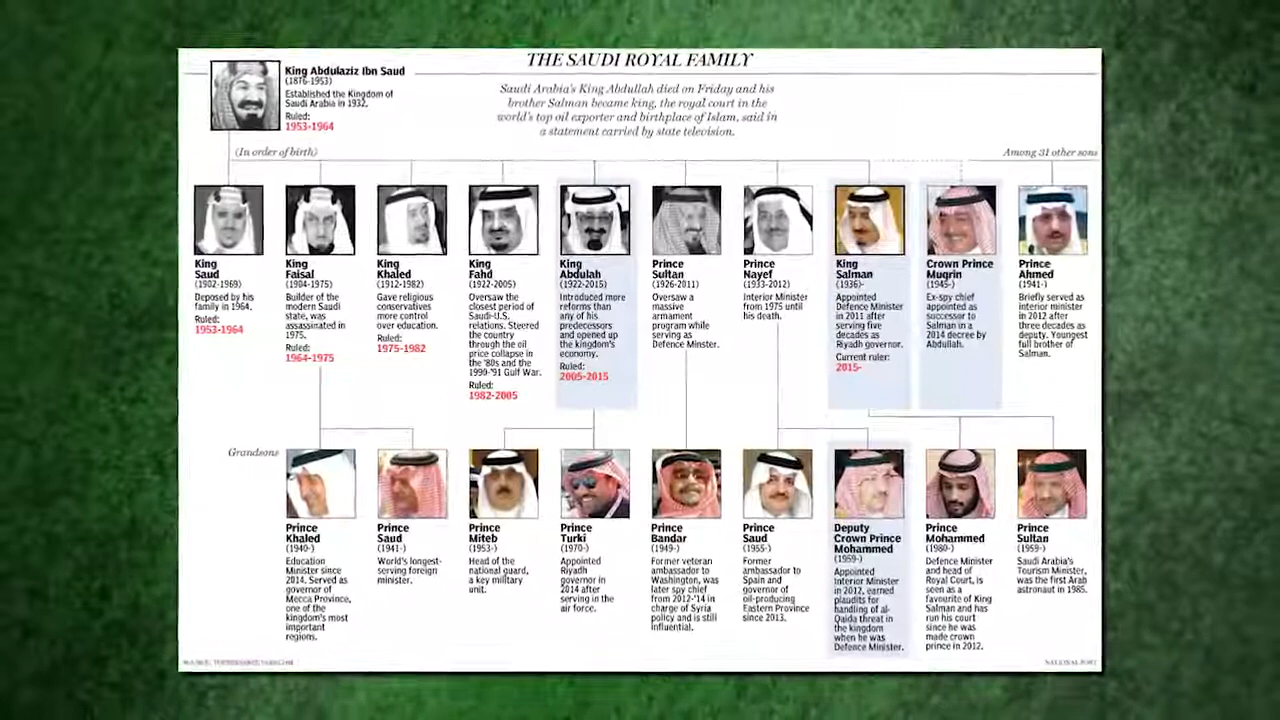 THE SAUDI ROYAL FAMILY
King Abdulaziz Ibn Saud
(1876-1953)
Established the Kingdom of
Saudi Arabia in 1932.
Ruled:
1953-1964
Saudi Arabia's King Abdullah died on Friday and his
brother Salman became king, the royal court in the
world's top oil exporter and birthplace of Islam, said in
a statement carried by state television.
(In order of birth)
Among 31 other sons
King
Saud
(1902-1969)
Deposed by his
family in 1964.
Ruled:
1953-1964
King
Faisal
(1904-1975)
Builder of the
modern Saudi
state, was
assassinated in
1975.
Ruled:
1964-1975
King
Khaled
(1912-1982)
Gave religious
conservatives
more control
over education.
Ruled:
1975-1982
King
Fahd
(1922-2005)
Oversaw the
closest period of
Saudi-U.S.
relations. Steered
the country
through the oil
price collapse in
the '80s and the
1990-'91 Gulf War.
Ruled:
1982-2005
King
Abdulah
(1922-2015)
Introduced more
reforms than
any of his
predecessors
and opened up
the kingdom's
economy.
Ruled:
2005-2015
Prince
Sultan
(1926-2011)
Oversaw a
massive
armament
program while
serving as
Defence Minster.
Prince
Nayef
(1933-2012)
Interior Minister
from 1975 until
his death.
King
Salman
(1936)-
Appointed
Defence Minister
in 2011 after
serving five
decades as
Riyadh governor.
Current ruler:
2015-
Crown Prince
Muqrin
(1945-)
Ex-spy chief
appointed as
successor to
Salman in a
2014 decree by
Abdullah.
Prince
Ahmed
(1941-)
Briefly served as
interior minister
in 2012 after
three decades as
deputy. Youngest
full brother of
Salman.
Grandsons
Prince
Khaled
(1940-)
Education
Minister since
2014. Served as
governor of
Mecca Province,
one of the
kingdom's most
important
regions.
Prince
Saud
(1941-)
World's longest-
serving foreign
minister.
Prince
Miteb
(1953-)
Head of the
national guard,
a key military
unit.
Prince
Turki
(1970-)
Appointed
Riyadh
governor in
2014 after
serving in the
air force.
Prince
Bandar
(1949-)
Former veteran
ambassador to
Washington, was
later spy chief
from 2012-'14 in
charge of Syria
policy and is still
influential.
Prince
Saud
(1955-)
Former
ambassador to
Spain and
governor of
oil-producing
Eastern Province
since 2013.
Deputy
Crown Prince
Mohammed
(1959-)
Appointed
Interior Minister
in 2012, earned
plaudits for
handling of al-
Qaida threat in
the kingdom
when he was
Defence Minister.
Prince
Mohammed
(1980-)
Defence Minister
and head of
Royal Court, is
seen as a
favourite of King
Salman and has
run his court
since he was
made crown
prince in 2012.
Prince
Sultan
(1959-)
Saudi Arabia's
Tourism Minister,
was the first Arab
astronaut in 1985.
NATIONAL POST